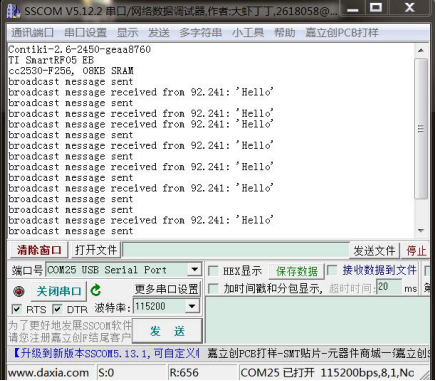 SSCOM V5.12.2 串口/网络数据调试器,作者:大虾丁丁,2618058@
通讯端口 串口设置 显示 发送 多字符串 小工具 帮助 嘉立创PCB打样
Contiki-2.6-2450-geaa8760
TI SmartRF05 EB
cc2530-F256, 08KB SRAM
broadcast message sent
broadcast message received from 92.241: 'Hello'
broadcast message sent
broadcast message received from 92.241: 'Hello'
broadcast message received from 92.241: 'Hello'
broadcast message sent
broadcast message received from 92.241: 'Hello'
broadcast message sent
broadcast message received from 92.241: 'Hello'
broadcast message sent
broadcast message received from 92.241: 'Hello'
broadcast message sent
broadcast message sent
broadcast message received from 92.241: 'Hello'
broadcast message sent
清除窗口 打开文件 发送文件 停止
端口号 COM25 USB Serial Port HEX显示 保存数据 接收数据到文件
关闭串口 更多串口设置 加时间戳和分包显示, 超时时间: 20 ms 第
RTS DTR 波特率: 115200
为了更好地发展SSCOM软件
请您注册嘉立创F结尾客户
发 送
【升级到新版本SSCOM5.13.1,可自定义 嘉立创PCB打样-SMT贴片-元器件商城一
www.daxia.com S:0 R:656 COM25 已打开 115200bps,8,1,Nc